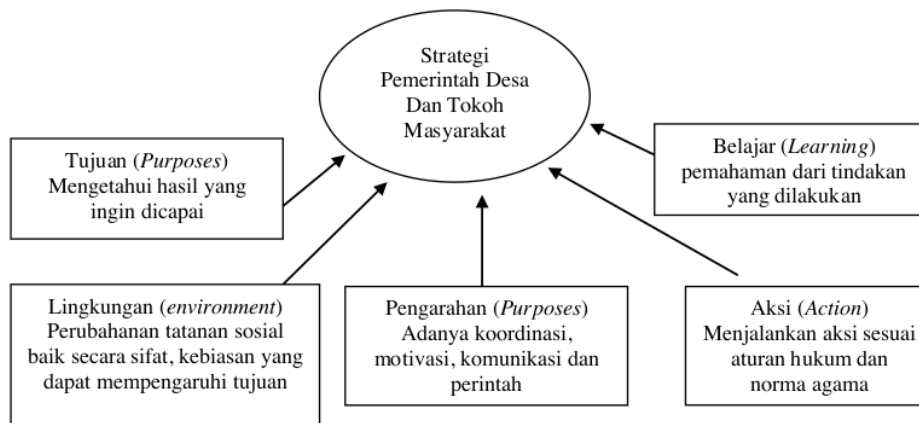 Strategi
Pemerintah Desa
Dan Tokoh
Masyarakat
Tujuan (Purposes)
Mengetahui hasil yang
ingin dicapai
Belajar (Learning)
pemahaman dari tindakan
yang dilakukan
Lingkungan (environment)
Perubahanan tatanan sosial
baik secara sifat, kebiasan yang
dapat mempengaruhi tujuan
Pengarahan (Purposes)
Adanya koordinasi,
motivasi, komunikasi dan
perintah
Aksi (Action)
Menjalankan aksi sesuai
aturan hukum dan
norma agama